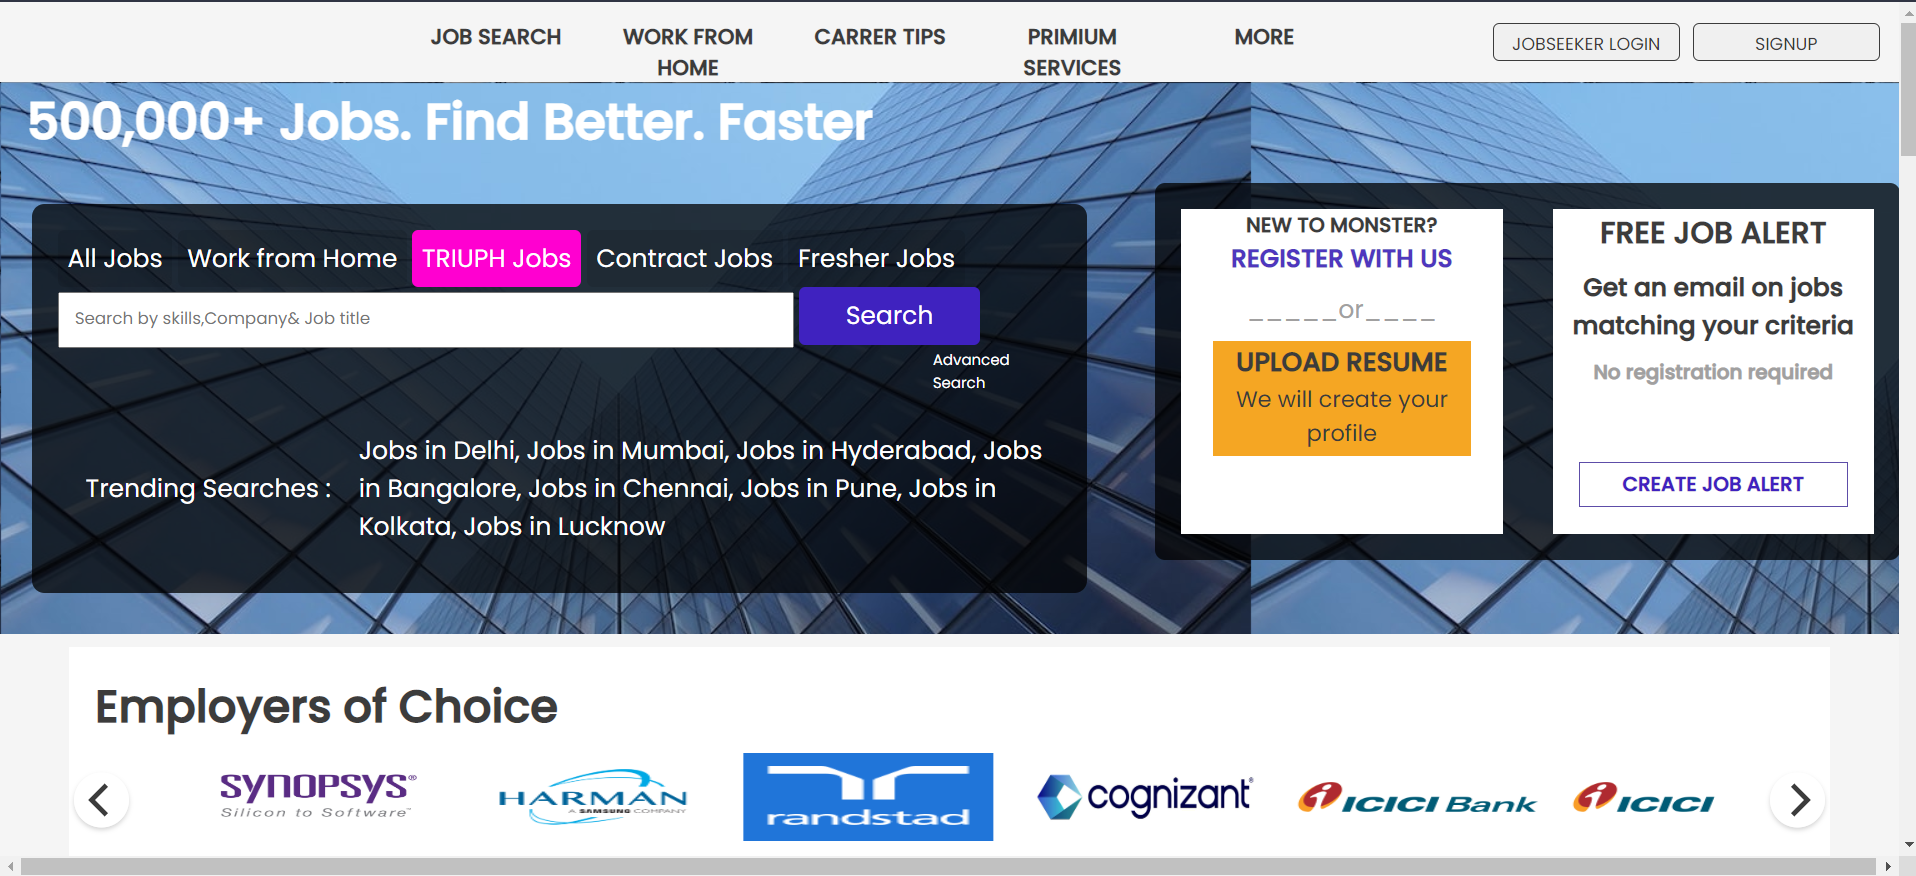 JOB SEARCH
WORK FROM
HOME
CARRER TIPS
PRIMIUM
SERVICES
MORE
JOBSEEKER LOGIN
SIGNUP
500,000+ Jobs. Find Better. Faster
All Jobs
Work from Home
TRIUPH Jobs
Contract Jobs
Fresher Jobs
Search by skills,Company& Job title
Search
Advanced
Search
Trending Searches :
Jobs in Delhi, Jobs in Mumbai, Jobs in Hyderabad, Jobs
in Bangalore, Jobs in Chennai, Jobs in Pune, Jobs in
Kolkata, Jobs in Lucknow
NEW TO MONSTER?
REGISTER WITH US
_____or____
UPLOAD RESUME
We will create your
profile
FREE JOB ALERT
Get an email on jobs
matching your criteria
No registration required
CREATE JOB ALERT
Employers of Choice
SYNOPSYS®
Silicon to Software™
HARMAN
A SAMSUNG COMPANY
randstad
cognizant®
ICICI Bank
ICICI